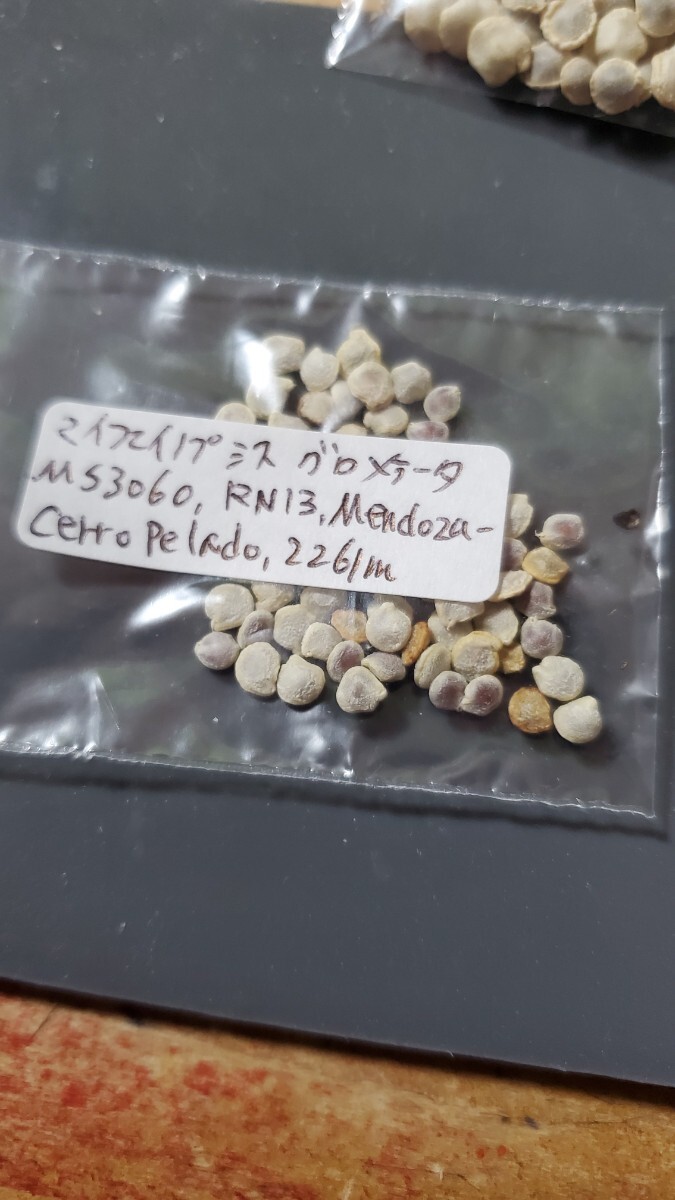 マイフエイノプシス グロメラータ
MS3060, RN13, Mendoza-
Cerro Pelado, 2261m